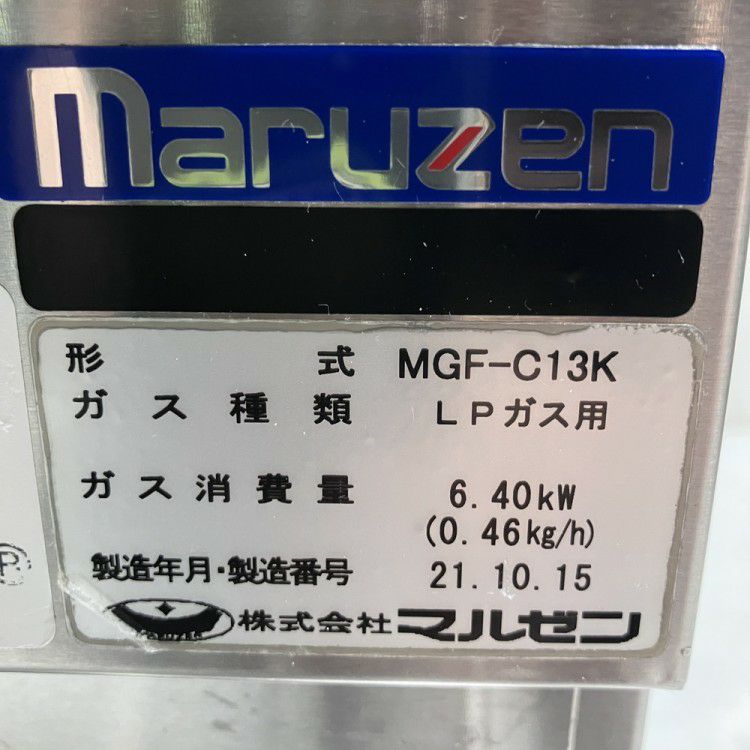 maruzen
形式 MGF-C13K
ガス種類 LPガス用
ガス消費量 6.40kW
(0.46kg/h)
製造年月・製造番号 21.10.15
株式会社マルゼン